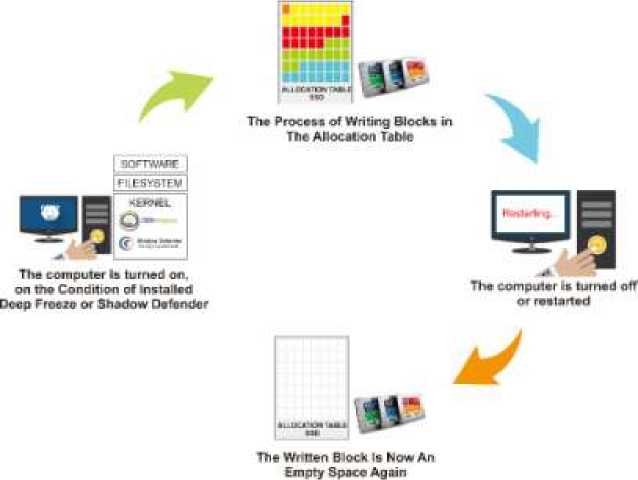 ALLOCATION TABLE
SSD
The Process of Writing Blocks in
The Allocation Table
SOFTWARE
FILESYSTEM
KERNEL
Shadow Defender
The computer is turned on,
on the Condition of Installed
Deep Freeze or Shadow Defender
Restarting...
The computer is turned off
or restarted
ALLOCATION TABLE
SSD
The Written Block Is Now An
Empty Space Again